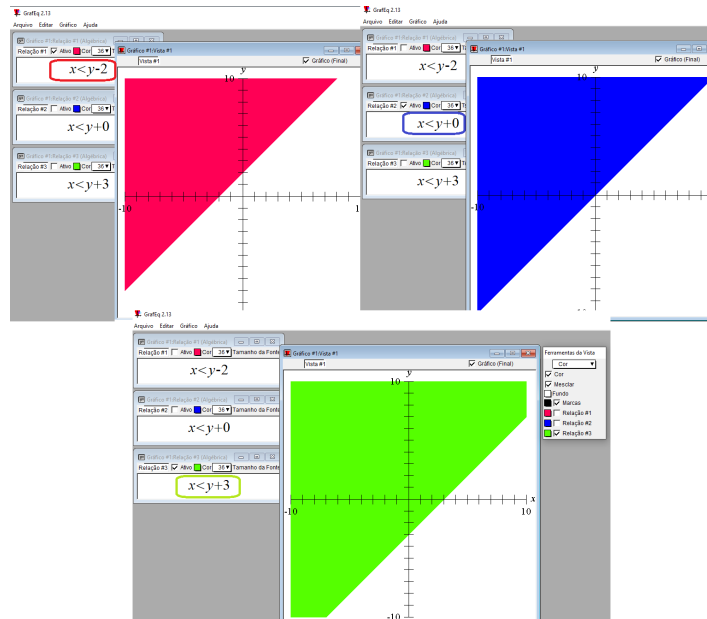 GrafEq 2.13
Arquivo Editar Gráfico Ajuda
Gráfico #1:Relação #1 (Algébrica)
Relação #1 Ativo Cor 36 T
x<y-2
Gráfico #1:Relação #2 (Algébrica)
Relação #2 Ativo Cor 36 T
x<y+0
Gráfico #1:Relação #3 (Algébrica)
Relação #3 Ativo Cor 36 T
x<y+3
Gráfico #1:Vista #1
Vista #1 Gráfico (Final)
y
10
-10
1
GrafEq 2.13
Arquivo Editar Gráfico Ajuda
Gráfico #1:Relação #1 (Algébrica)
Relação #1 Ativo Cor 36
x<y-2
Gráfico #1:Relação #2 (Algébrica)
Relação #2 Ativo Cor 36
x<y+0
Gráfico #1:Relação #3 (Algébrica)
Relação #3 Ativo Cor 36
x<y+3
Gráfico #1:Vista #1
Vista #1 Gráfico (Final)
y
10
-10
GrafEq 2.13
Arquivo Editar Gráfico Ajuda
Gráfico #1:Relação #1 (Algébrica)
Relação #1 Ativo Cor 36 Tamanho da Fonte
x<y-2
Gráfico #1:Relação #2 (Algébrica)
Relação #2 Ativo Cor 36 Tamanho da Fonte
x<y+0
Gráfico #1:Relação #3 (Algébrica)
Relação #3 Ativo Cor 36 Tamanho da Fonte
x<y+3
Gráfico #1:Vista #1
Vista #1 Gráfico (Final)
y
10
-10
10 x
-10
Ferramentas da Vista
Cor
Cor
Mesclar
Fundo
Marcas
Relação #1
Relação #2
Relação #3